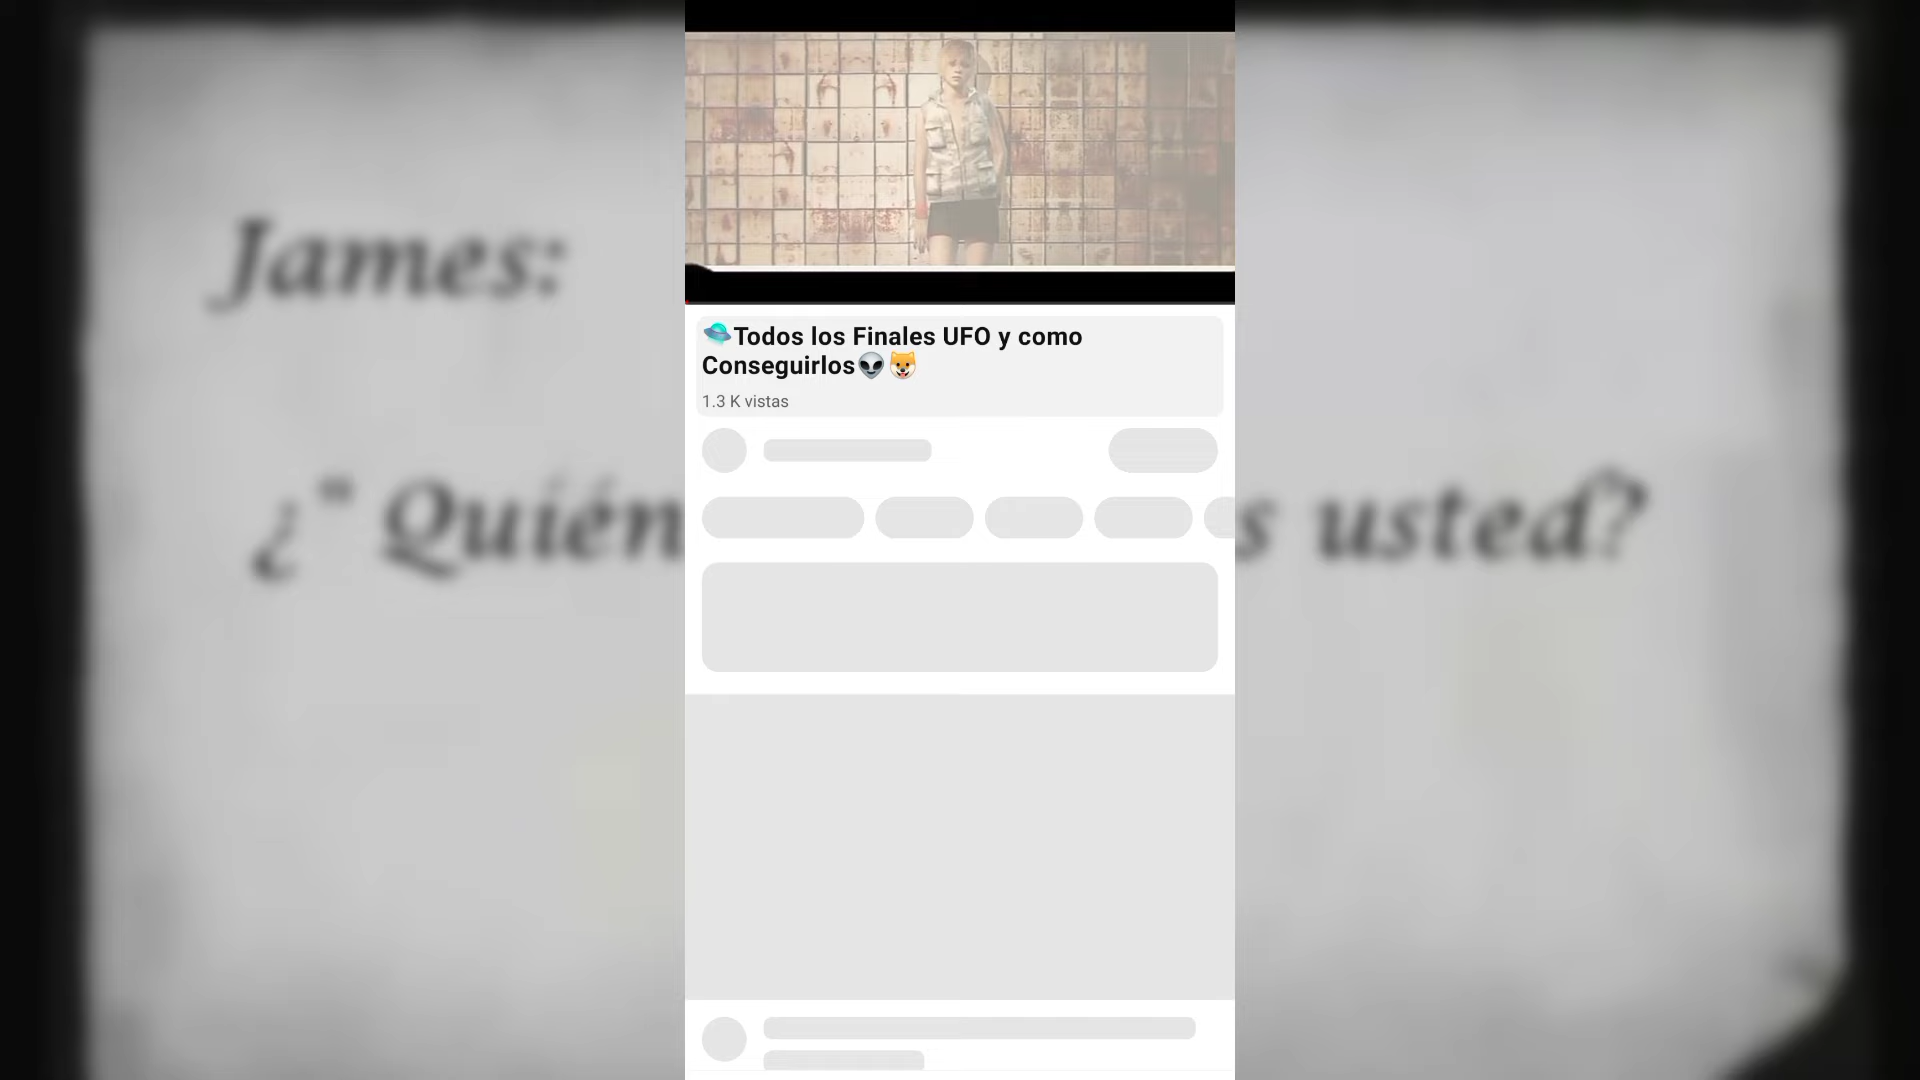 James:
¿" Quién
s usted?
🛸Todos los Finales UFO y como
Conseguirlos👽🐶
1.3 K vistas